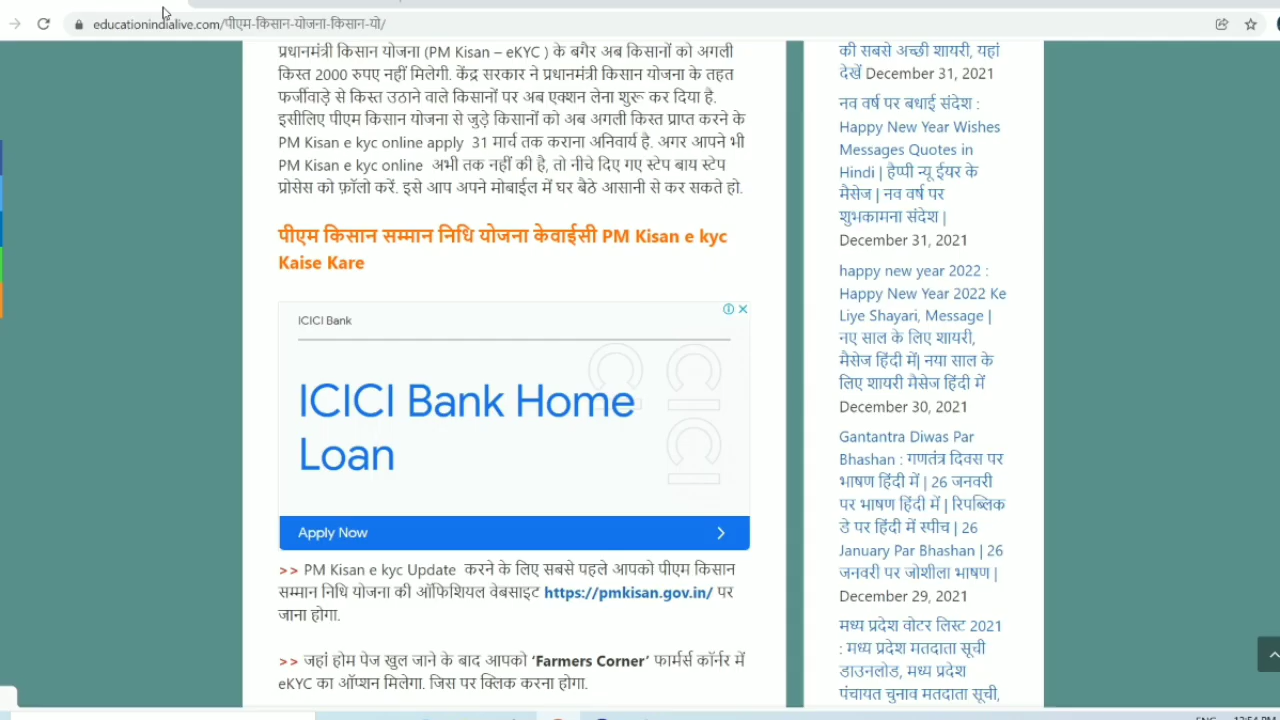 educationindialive.com/पीएम-किसान-योजना-किसान-यो/
प्रधानमंत्री किसान योजना (PM Kisan – eKYC ) के बगैर अब किसानों को अगली
किस्त 2000 रुपए नहीं मिलेगी. केंद्र सरकार ने प्रधानमंत्री किसान योजना के तहत
फर्जीवाड़े से किस्त उठाने वाले किसानों पर अब एक्शन लेना शुरू कर दिया है.
इसीलिए पीएम किसान योजना से जुड़े किसानों को अब अगली किस्त प्राप्त करने के
PM Kisan e kyc online apply 31 मार्च तक कराना अनिवार्य है. अगर आपने भी
PM Kisan e kyc online अभी तक नहीं की है, तो नीचे दिए गए स्टेप बाय स्टेप
प्रोसेस को फ़ॉलो करें. इसे आप अपने मोबाईल में घर बैठे आसानी से कर सकते हो.
पीएम किसान सम्मान निधि योजना केवाईसी PM Kisan e kyc
Kaise Kare
ICICI Bank
ICICI Bank Home
Loan
Apply Now
>> PM Kisan e kyc Update करने के लिए सबसे पहले आपको पीएम किसान
सम्मान निधि योजना की ऑफिशियल वेबसाइट https://pmkisan.gov.in/ पर
जाना होगा.
>> जहां होम पेज खुल जाने के बाद आपको ‘Farmers Corner’ फार्मर्स कॉर्नर में
eKYC का ऑप्शन मिलेगा. जिस पर क्लिक करना होगा.
की सबसे अच्छी शायरी, यहां
देखें December 31, 2021
नव वर्ष पर बधाई संदेश :
Happy New Year Wishes
Messages Quotes in
Hindi | हैप्पी न्यू ईयर के
मैसेज | नव वर्ष पर
शुभकामना संदेश |
December 31, 2021
happy new year 2022 :
Happy New Year 2022 Ke
Liye Shayari, Message |
नए साल के लिए शायरी,
मैसेज हिंदी में| नया साल के
लिए शायरी मैसेज हिंदी में
December 30, 2021
Gantantra Diwas Par
Bhashan : गणतंत्र दिवस पर
भाषण हिंदी में | 26 जनवरी
पर भाषण हिंदी में | रिपब्लिक
डे पर हिंदी में स्पीच | 26
January Par Bhashan | 26
जनवरी पर जोशीला भाषण |
December 29, 2021
मध्य प्रदेश वोटर लिस्ट 2021
: मध्य प्रदेश मतदाता सूची
डाउनलोड, मध्य प्रदेश
पंचायत चुनाव मतदाता सूची,